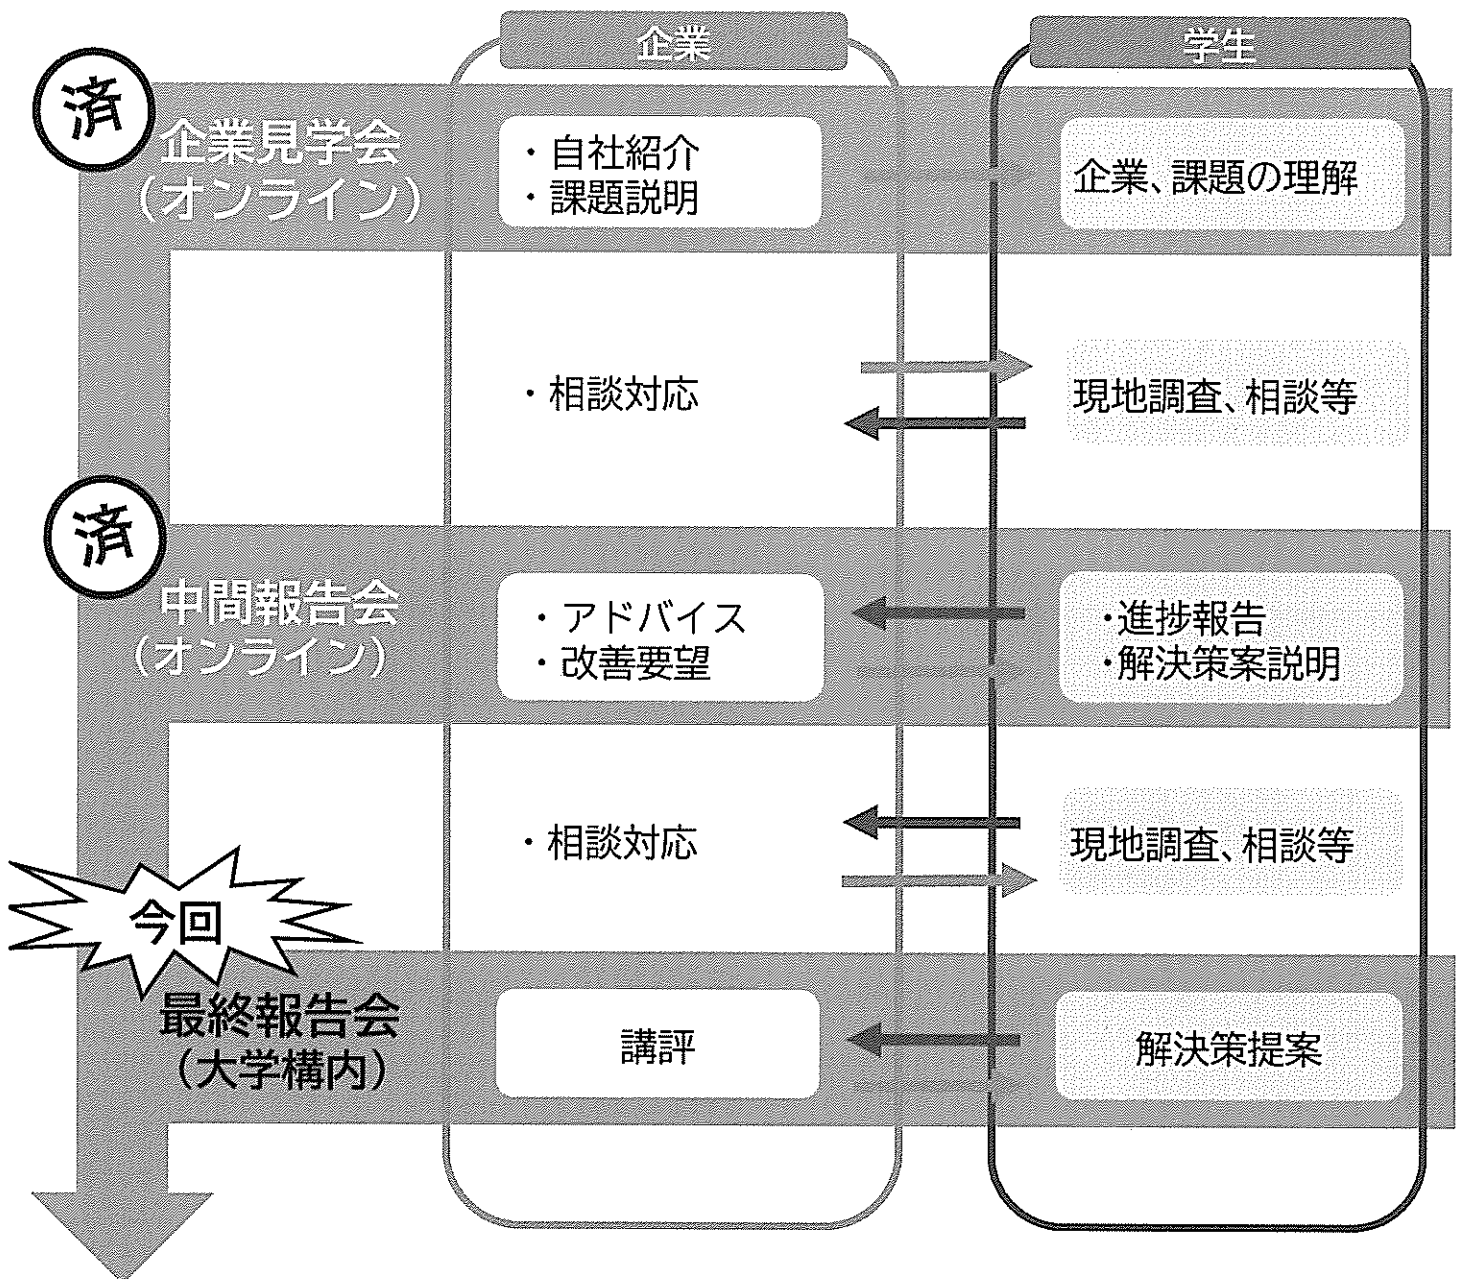 企業
学生
済
企業見学会
（オンライン）
・自社紹介
・課題説明
企業、課題の理解
・相談対応
現地調査、相談等
済
中間報告会
（オンライン）
・アドバイス
・改善要望
・進捗報告
・解決策案説明
・相談対応
現地調査、相談等
今回
最終報告会
（大学構内）
講評
解決策提案